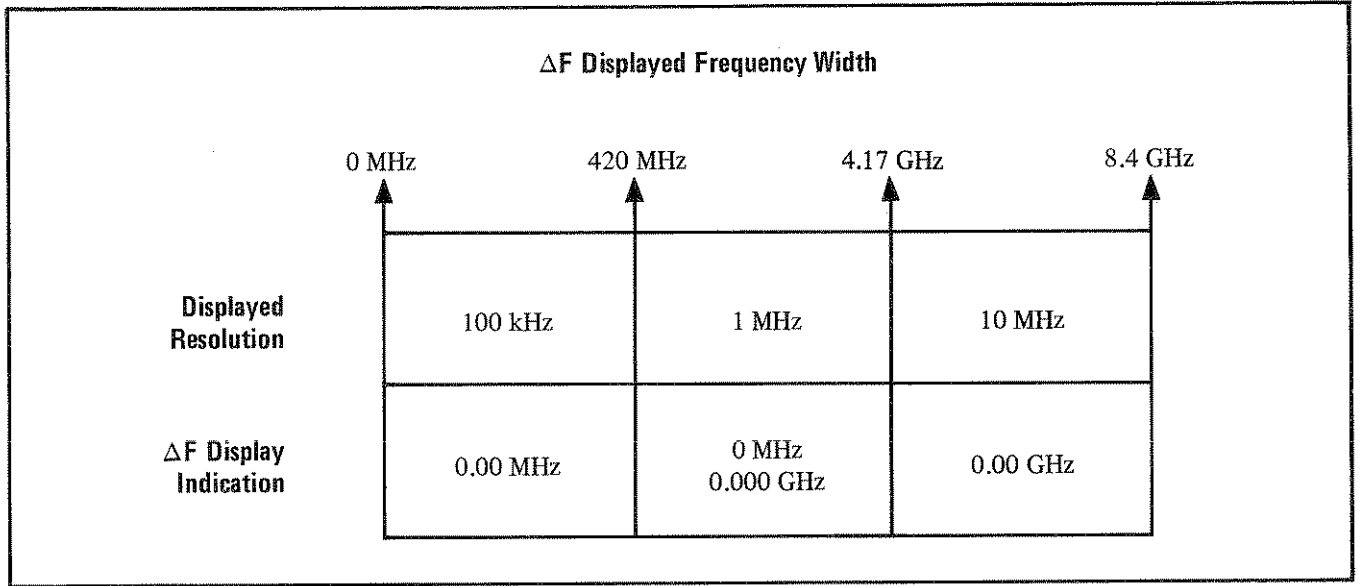 ΔF Displayed Frequency Width
0 MHz 420 MHz 4.17 GHz 8.4 GHz
Displayed
Resolution
100 kHz 1 MHz 10 MHz
ΔF Display
Indication
0.00 MHz 0 MHz
0.000 GHz 0.00 GHz